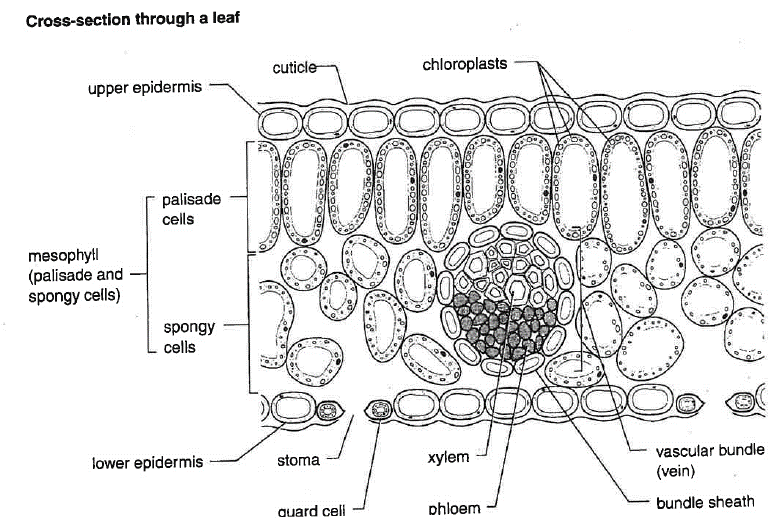 Cross-section through a leaf
cuticle
chloroplasts
upper epidermis
palisade
cells
mesophyll
(palisade and
spongy cells)
spongy
cells
lower epidermis
stoma
xylem
vascular bundle
(vein)
guard cell
phloem
bundle sheath